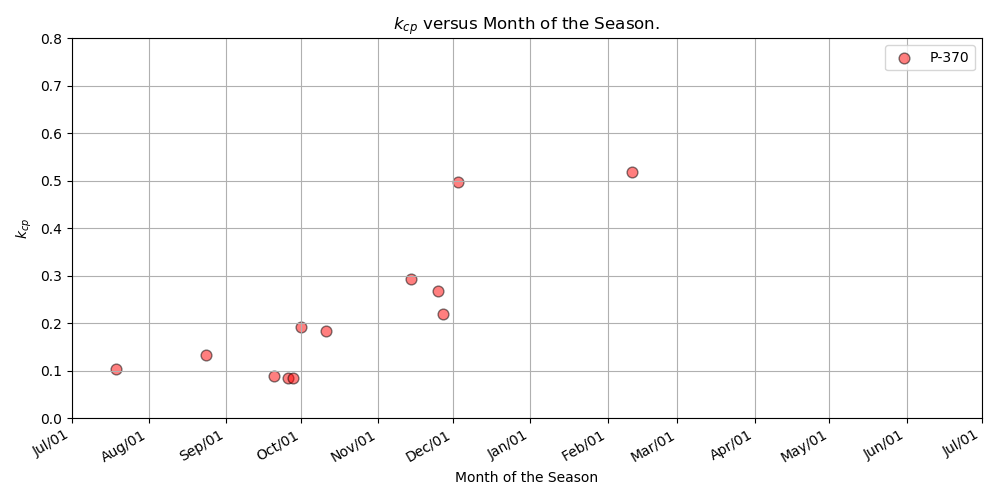 k_cp versus Month of the Season.
P-370
0.8
0.7
0.6
0.5
0.4
0.3
0.2
0.1
0.0
k_cp
Jul/01 Aug/01 Sep/01 Oct/01 Nov/01 Dec/01 Jan/01 Feb/01 Mar/01 Apr/01 May/01 Jun/01 Jul/01
Month of the Season